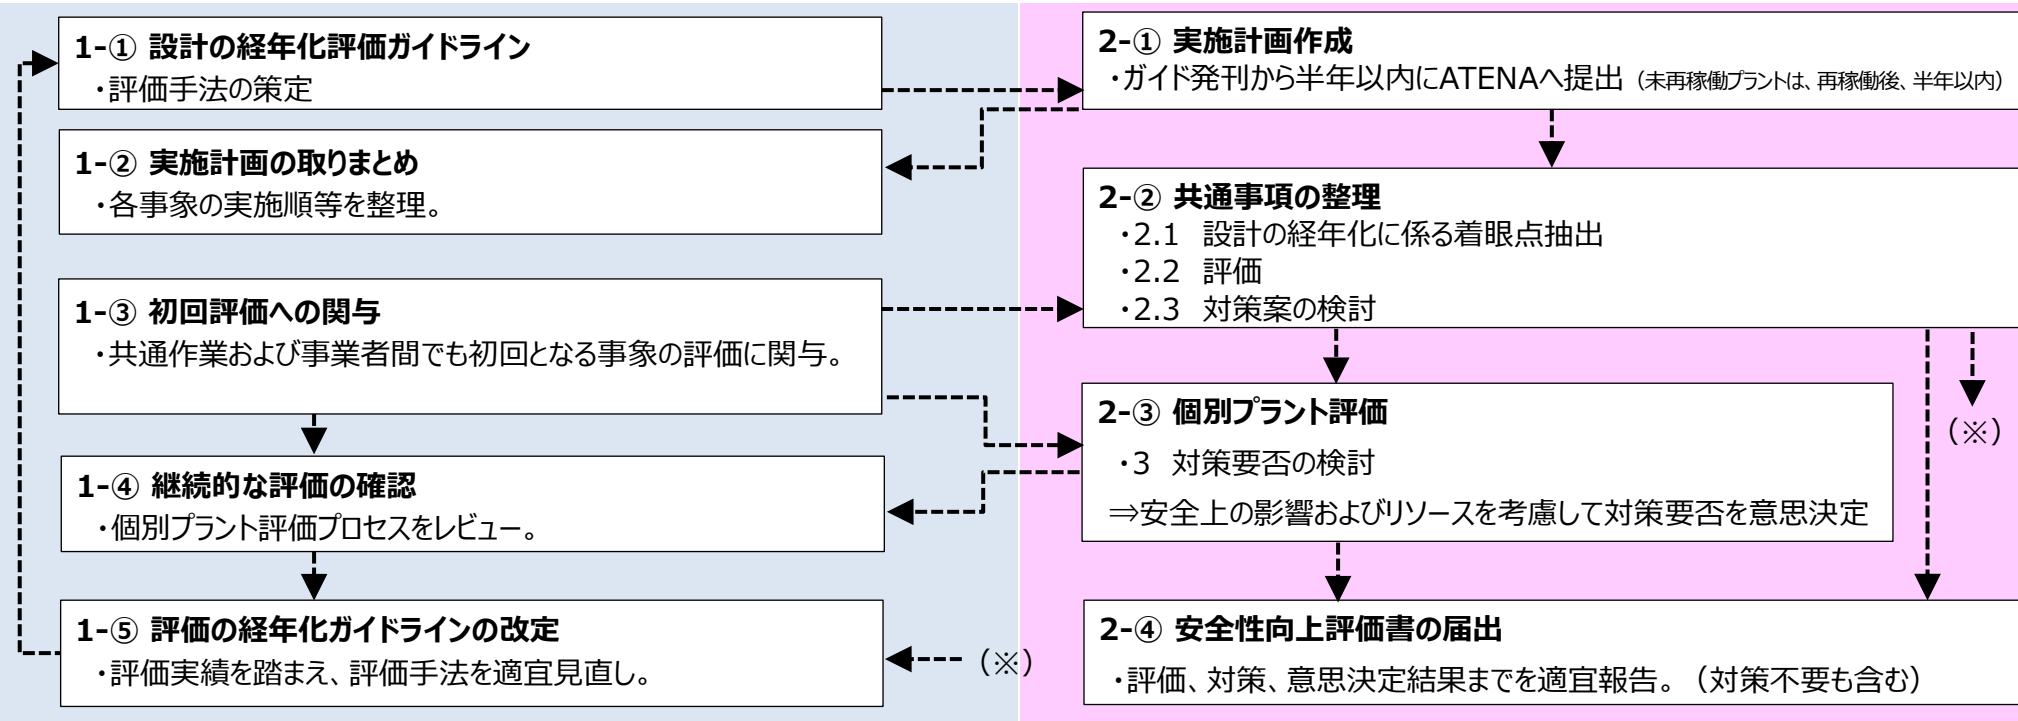 1-① 設計の経年化評価ガイドライン
・評価手法の策定
1-② 実施計画の取りまとめ
・各事象の実施順等を整理。
1-③ 初回評価への関与
・共通作業および事業者間でも初回となる事象の評価に関与。
1-④ 継続的な評価の確認
・個別プラント評価プロセスをレビュー。
1-⑤ 評価の経年化ガイドラインの改定
・評価実績を踏まえ、評価手法を適宜見直し。
（※）
2-① 実施計画作成
・ガイド発刊から半年以内にATENAへ提出（未再稼働プラントは、再稼働後、半年以内）
2-② 共通事項の整理
・2.1 設計の経年化に係る着眼点抽出
・2.2 評価
・2.3 対策案の検討
（※）
2-③ 個別プラント評価
・3 対策要否の検討
⇒安全上の影響およびリソースを考慮して対策要否を意思決定
2-④ 安全性向上評価書の届出
・評価、対策、意思決定結果までを適宜報告。（対策不要も含む）